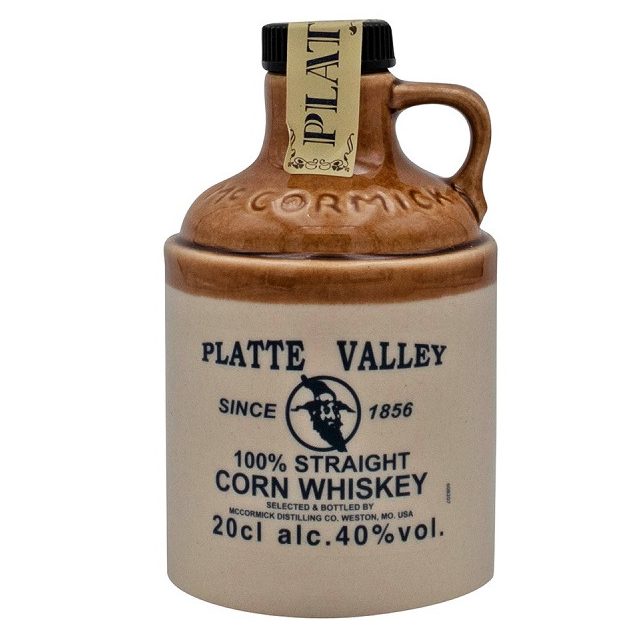 PLAT
McCORMICK
PLATTE VALLEY
SINCE 1856
100% STRAIGHT
CORN WHISKEY
SELECTED & BOTTLED BY
MCCORMICK DISTILLING CO. WESTON, MO. USA
20cl alc.40%vol.